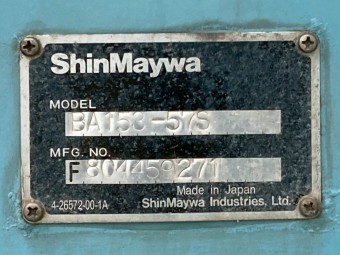 ShinMaywa
MODEL
BA153-57S
MFG. NO.
F 804459271
Made in Japan
4-26572-00-1A ShinMaywa Industries, Ltd.